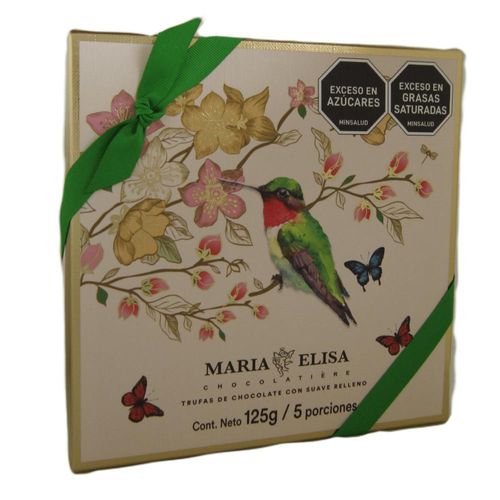 EXCESO EN
AZÚCARES
MINSALUD
EXCESO EN
GRASAS
SATURADAS
MINSALUD
MARIA ELISA
CHOCOLATIÈRE
TRUFAS DE CHOCOLATE CON SUAVE RELLENO
Cont. Neto 125g / 5 porciones